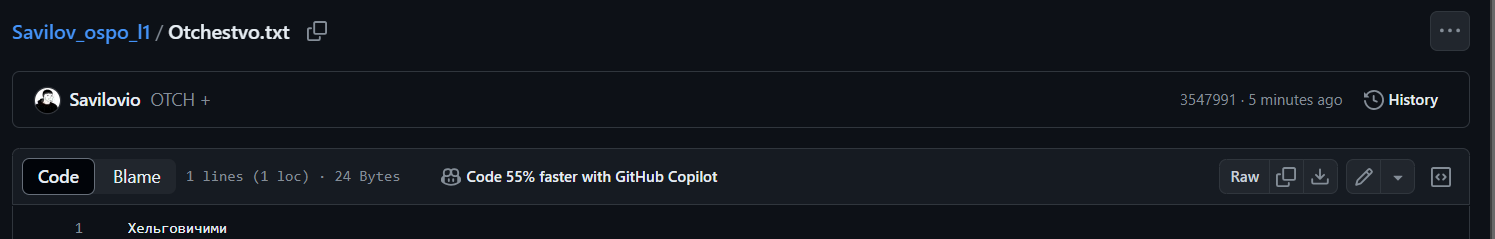 Savilov_ospo_l1 / Otchestvo.txt
Savilovio OTCH + 3547991 · 5 minutes ago History
Code Blame 1 lines (1 loc) · 24 Bytes Code 55% faster with GitHub Copilot Raw
1 Хельговичими